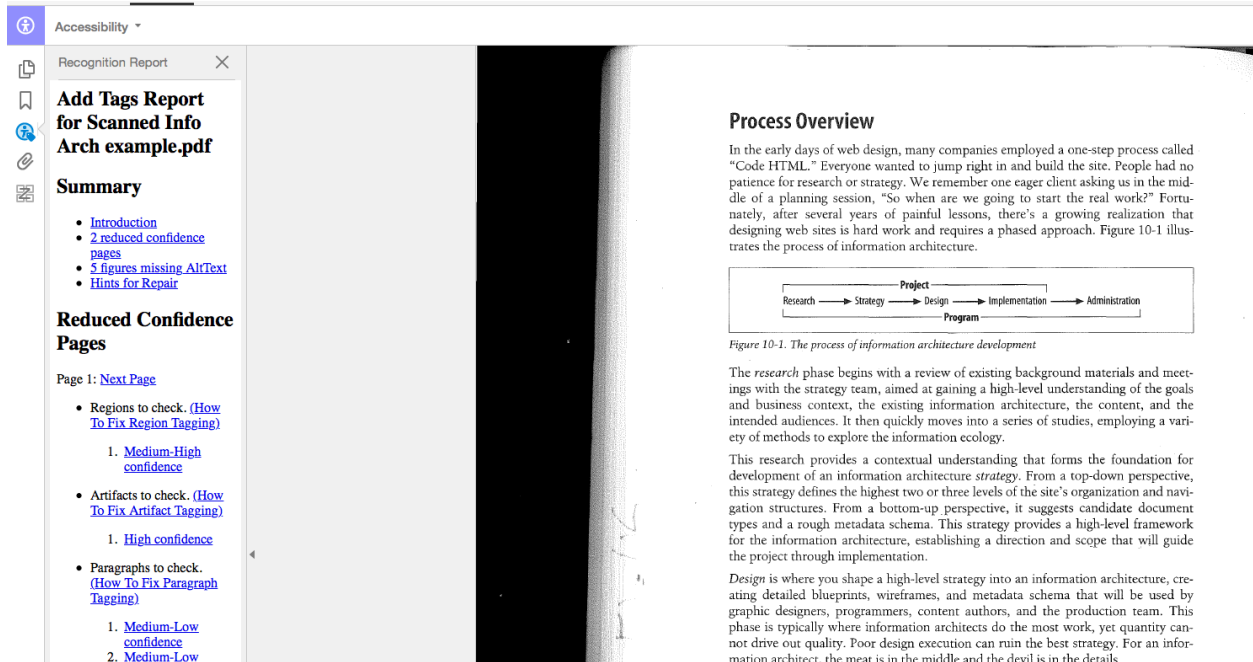 Accessibility
Recognition Report
Add Tags Report
for Scanned Info
Arch example.pdf
Summary
Introduction
2 reduced confidence
pages
5 figures missing AltText
Hints for Repair
Reduced Confidence
Pages
Page 1: Next Page
Regions to check. (How
To Fix Region Tagging)
1. Medium-High
confidence
Artifacts to check. (How
To Fix Artifact Tagging)
1. High confidence
Paragraphs to check.
(How To Fix Paragraph
Tagging)
1. Medium-Low
confidence
2. Medium-Low
Process Overview
In the early days of web design, many companies employed a one-step process called
“Code HTML.” Everyone wanted to jump right in and build the site. People had no
patience for research or strategy. We remember one eager client asking us in the mid-
dle of a planning session, “So when are we going to start the real work?” Fortu-
nately, after several years of painful lessons, there’s a growing realization that
designing web sites is hard work and requires a phased approach. Figure 10-1 illus-
trates the process of information architecture.
Project
Research Strategy Design Implementation Administration
Program
Figure 10-1. The process of information architecture development
The research phase begins with a review of existing background materials and meet-
ings with the strategy team, aimed at gaining a high-level understanding of the goals
and business context, the existing information architecture, the content, and the
intended audiences. It then quickly moves into a series of studies, employing a vari-
ety of methods to explore the information ecology.
This research provides a contextual understanding that forms the foundation for
development of an information architecture strategy. From a top-down perspective,
this strategy defines the highest two or three levels of the site’s organization and navi-
gation structures. From a bottom-up perspective, it suggests candidate document
types and a rough metadata schema. This strategy provides a high-level framework
for the information architecture, establishing a direction and scope that will guide
the project through implementation.
Design is where you shape a high-level strategy into an information architecture, cre-
ating detailed blueprints, wireframes, and metadata schema that will be used by
graphic designers, programmers, content authors, and the production team. This
phase is typically where information architects do the most work, yet quantity can-
not drive out quality. Poor design execution can ruin the best strategy. For an infor-
mation architect, the meat is in the middle and the devil is in the details.